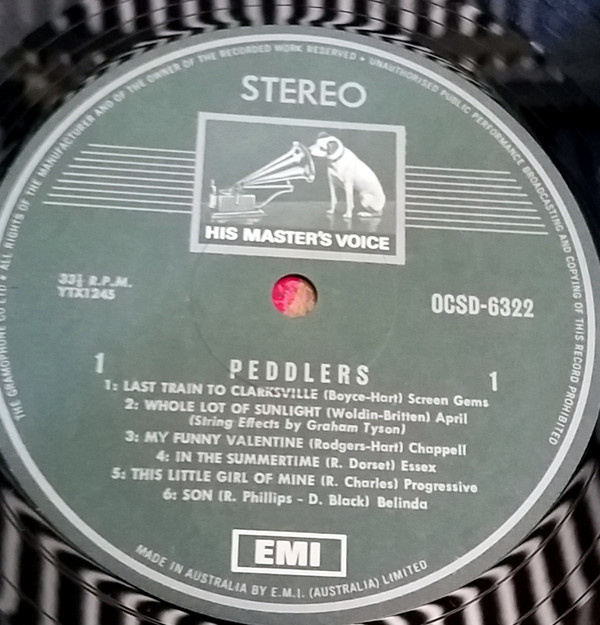 THE GRAMOPHONE CO LTD • ALL RIGHTS OF THE MANUFACTURER AND OF THE OWNER OF THE RECORDED WORK RESERVED • UNAUTHORISED PUBLIC PERFORMANCE BROADCASTING AND COPYING OF THIS RECORD PROHIBITED
STEREO
HIS MASTER'S VOICE
33⅓ R.P.M.
YTX1245
OCSD-6322
1 PEDDLERS 1
1: LAST TRAIN TO CLARKSVILLE (Boyce-Hart) Screen Gems
2: WHOLE LOT OF SUNLIGHT (Woldin-Britten) April
(String Effects by Graham Tyson)
3: MY FUNNY VALENTINE (Rodgers-Hart) Chappell
4: IN THE SUMMERTIME (R. Dorset) Essex
5: THIS LITTLE GIRL OF MINE (R. Charles) Progressive
6: SON (R. Phillips - D. Black) Belinda
EMI
MADE IN AUSTRALIA BY E.M.I. (AUSTRALIA) LIMITED